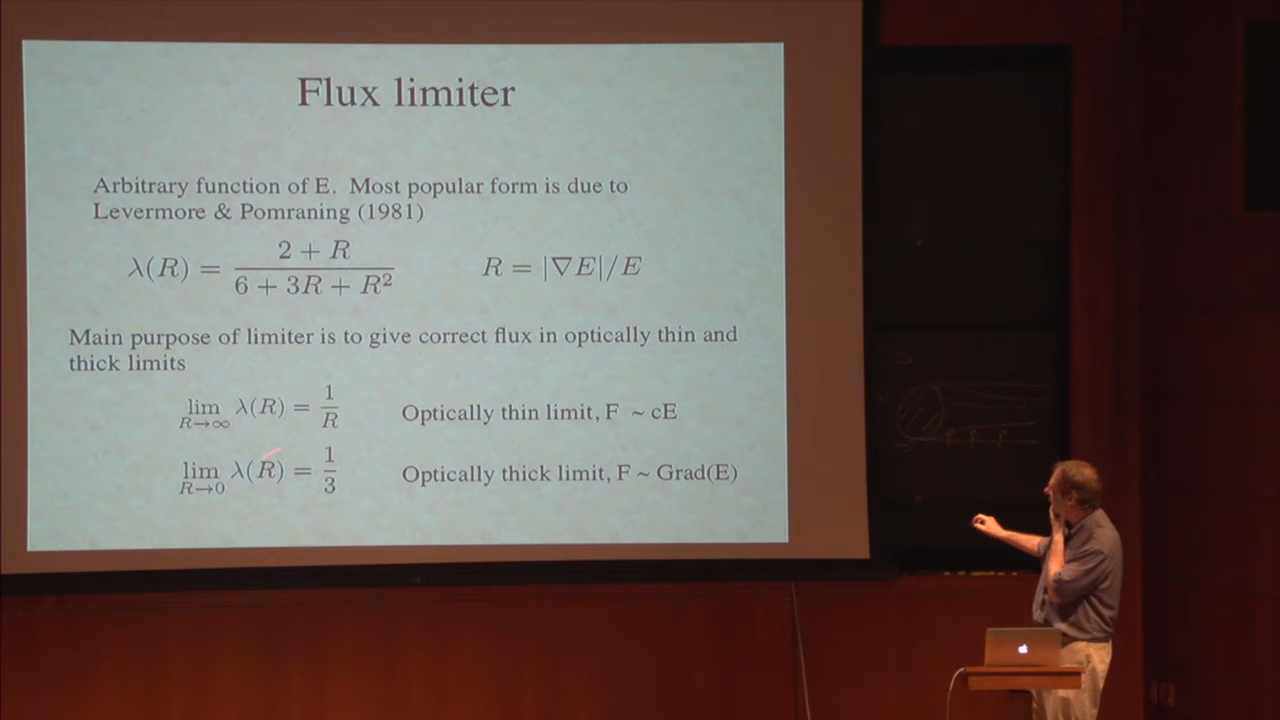 Flux limiter
Arbitrary function of E. Most popular form is due to
Levermore & Pomraning (1981)
λ(R) = (2 + R) / (6 + 3R + R²)    R = |∇E|/E
Main purpose of limiter is to give correct flux in optically thin and
thick limits
lim R→∞ λ(R) = 1/R    Optically thin limit, F ~ cE
lim R→0 λ(R) = 1/3    Optically thick limit, F ~ Grad(E)